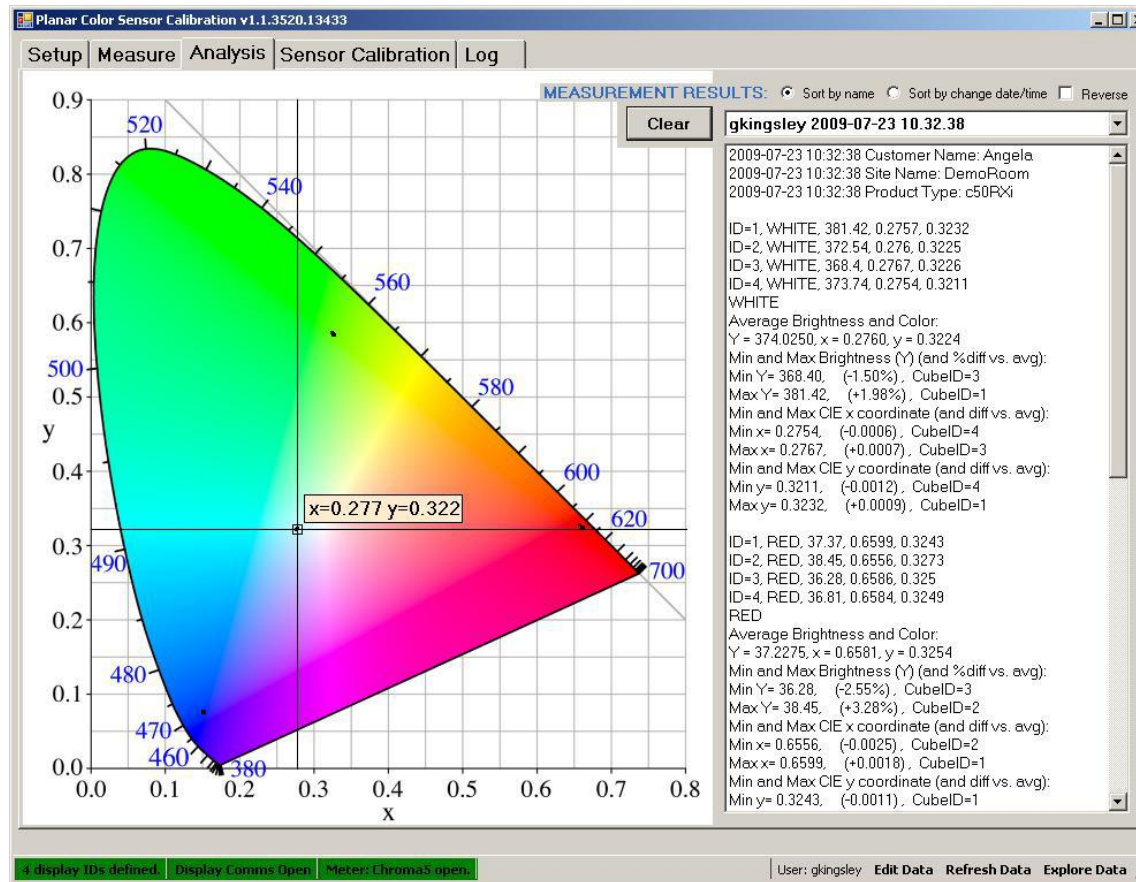 Planar Color Sensor Calibration v1.1.3520.13433
Setup Measure Analysis Sensor Calibration Log
MEASUREMENT RESULTS: Sort by name Sort by change date/time Reverse
Clear
gkingsley 2009-07-23 10.32.38
0.9
0.8
0.7
0.6
0.5
0.4
0.3
0.2
0.1
0.0
y
0.0 0.1 0.2 0.3 0.4 0.5 0.6 0.7 0.8
x
520
540
560
580
600
620
700
500
490
480
470
460
380
x=0.277 y=0.322
2009-07-23 10:32:38 Customer Name: Angela
2009-07-23 10:32:38 Site Name: DemoRoom
2009-07-23 10:32:38 Product Type: c50RXi
ID=1, WHITE, 381.42, 0.2757, 0.3232
ID=2, WHITE, 372.54, 0.276, 0.3225
ID=3, WHITE, 368.4, 0.2767, 0.3226
ID=4, WHITE, 373.74, 0.2754, 0.3211
WHITE
Average Brightness and Color:
Y = 374.0250, x = 0.2760, y = 0.3224
Min and Max Brightness (Y) (and %diff vs. avg):
Min Y= 368.40, (-1.50%) , CubeID=3
Max Y= 381.42, (+1.98%) , CubeID=1
Min and Max CIE x coordinate (and diff vs. avg):
Min x= 0.2754, (-0.0006) , CubeID=4
Max x= 0.2767, (+0.0007) , CubeID=3
Min and Max CIE y coordinate (and diff vs. avg):
Min y= 0.3211, (-0.0012) , CubeID=4
Max y= 0.3232, (+0.0009) , CubeID=1
ID=1, RED, 37.37, 0.6599, 0.3243
ID=2, RED, 38.45, 0.6556, 0.3273
ID=3, RED, 36.28, 0.6586, 0.325
ID=4, RED, 36.81, 0.6584, 0.3249
RED
Average Brightness and Color:
Y = 37.2275, x = 0.6581, y = 0.3254
Min and Max Brightness (Y) (and %diff vs. avg):
Min Y= 36.28, (-2.55%) , CubeID=3
Max Y= 38.45, (+3.28%) , CubeID=2
Min and Max CIE x coordinate (and diff vs. avg):
Min x= 0.6556, (-0.0025) , CubeID=2
Max x= 0.6599, (+0.0018) , CubeID=1
Min and Max CIE y coordinate (and diff vs. avg):
Min y= 0.3243, (-0.0011) , CubeID=1
4 display IDs defined. Display Comms Open Meter: Chroma5 open. User: gkingsley Edit Data Refresh Data Explore Data